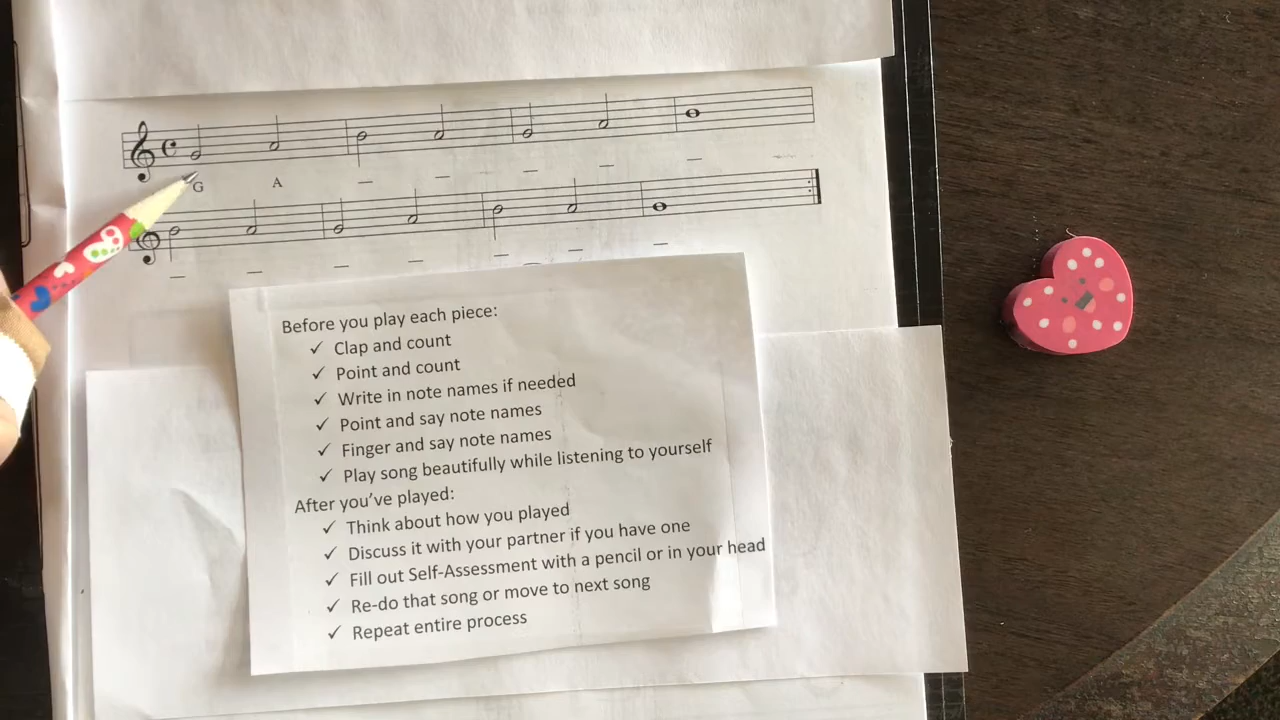 G A
Before you play each piece:
✓ Clap and count
✓ Point and count
✓ Write in note names if needed
✓ Point and say note names
✓ Finger and say note names
✓ Play song beautifully while listening to yourself
After you've played:
✓ Think about how you played
✓ Discuss it with your partner if you have one
✓ Fill out Self-Assessment with a pencil or in your head
✓ Re-do that song or move to next song
✓ Repeat entire process